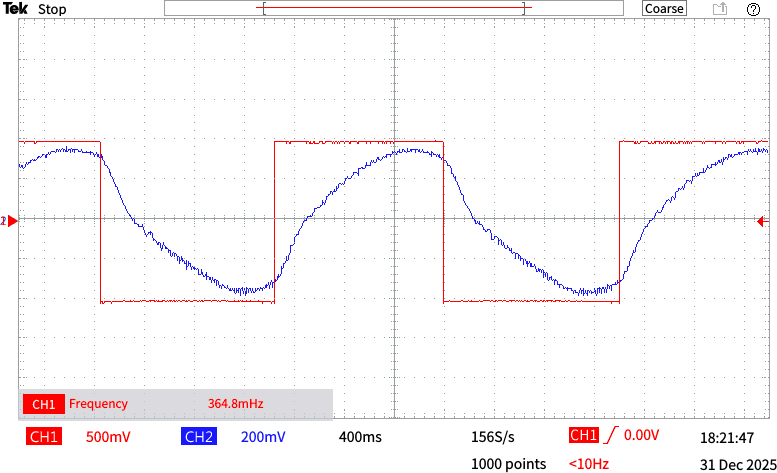 Tek Stop Coarse ?
2
CH1 Frequency 364.8mHz
CH1 500mV CH2 200mV 400ms 156S/s CH1 0.00V 18:21:47
1000 points <10Hz 31 Dec 2025